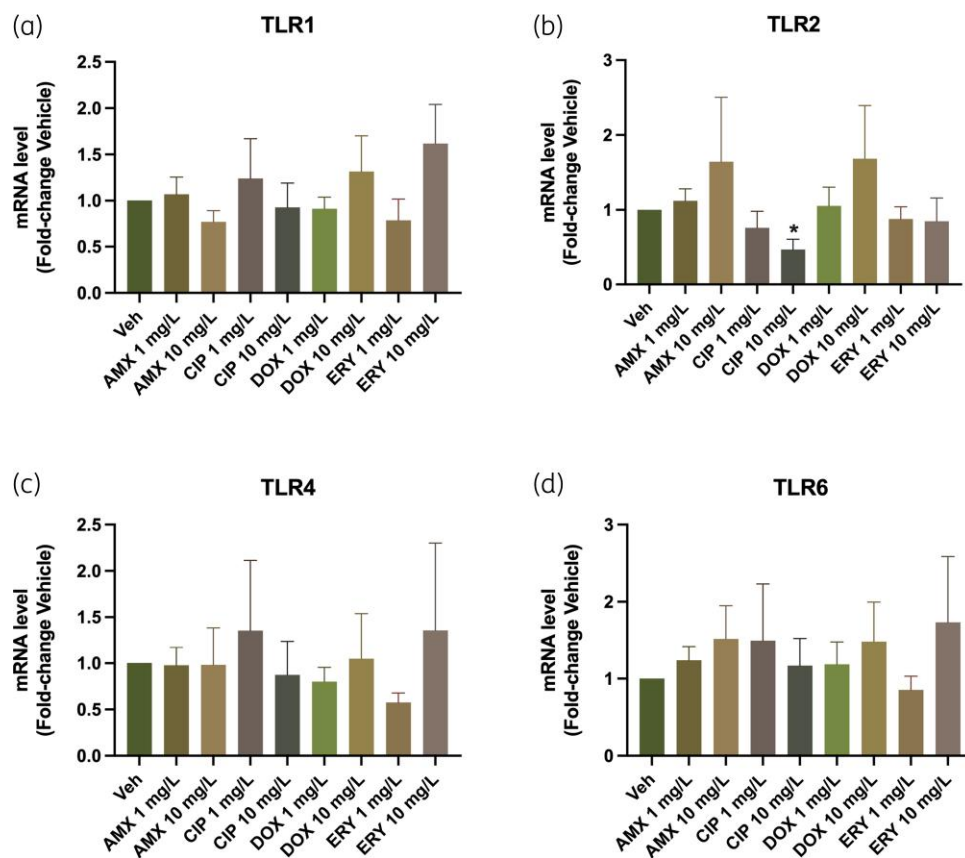 (a)
TLR1
mRNA level
(Fold-change Vehicle)
2.5
2.0
1.5
1.0
0.5
0.0
Veh
AMX 1 mg/L
AMX 10 mg/L
CIP 1 mg/L
CIP 10 mg/L
DOX 1 mg/L
DOX 10 mg/L
ERY 1 mg/L
ERY 10 mg/L
(b)
TLR2
mRNA level
(Fold-change Vehicle)
3
2
1
0
*
Veh
AMX 1 mg/L
AMX 10 mg/L
CIP 1 mg/L
CIP 10 mg/L
DOX 1 mg/L
DOX 10 mg/L
ERY 1 mg/L
ERY 10 mg/L
(c)
TLR4
mRNA level
(Fold-change Vehicle)
2.5
2.0
1.5
1.0
0.5
0.0
Veh
AMX 1 mg/L
AMX 10 mg/L
CIP 1 mg/L
CIP 10 mg/L
DOX 1 mg/L
DOX 10 mg/L
ERY 1 mg/L
ERY 10 mg/L
(d)
TLR6
mRNA level
(Fold-change Vehicle)
3
2
1
0
Veh
AMX 1 mg/L
AMX 10 mg/L
CIP 1 mg/L
CIP 10 mg/L
DOX 1 mg/L
DOX 10 mg/L
ERY 1 mg/L
ERY 10 mg/L